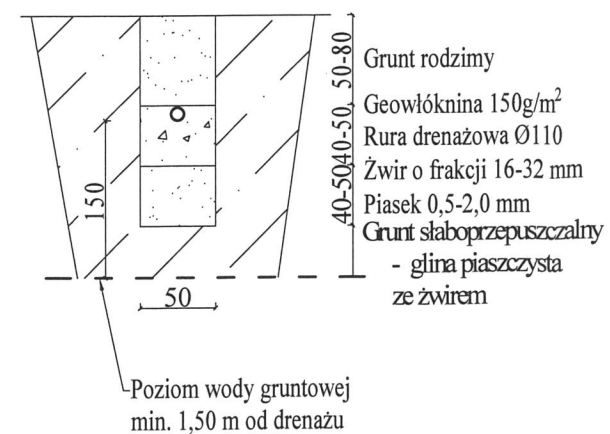 50-80
40-50
40-50
150
50
Grunt rodzimy
Geowłóknina 150g/m²
Rura drenażowa Ø110
Żwir o frakcji 16-32 mm
Piasek 0,5-2,0 mm
Grunt słaboprzepuszczalny
- glina piaszczysta
ze żwirem
Poziom wody gruntowej
min. 1,50 m od drenażu